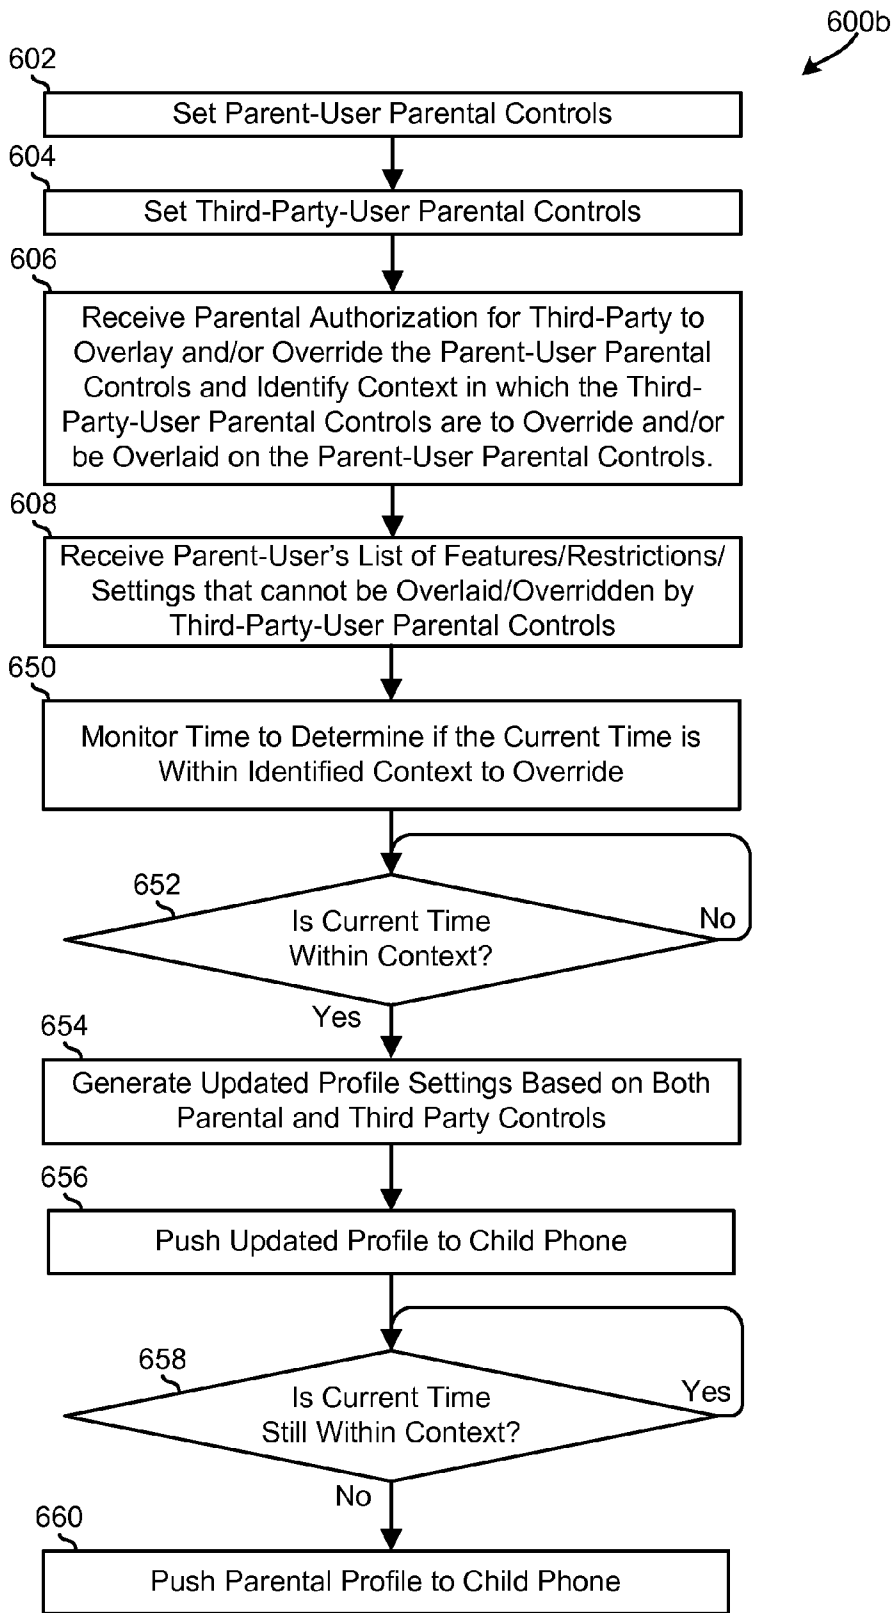 600b
602
Set Parent-User Parental Controls
604
Set Third-Party-User Parental Controls
606
Receive Parental Authorization for Third-Party to
Overlay and/or Override the Parent-User Parental
Controls and Identify Context in which the Third-
Party-User Parental Controls are to Override and/or
be Overlaid on the Parent-User Parental Controls.
608
Receive Parent-User's List of Features/Restrictions/
Settings that cannot be Overlaid/Overridden by
Third-Party-User Parental Controls
650
Monitor Time to Determine if the Current Time is
Within Identified Context to Override
652
Is Current Time
Within Context?
No
Yes
654
Generate Updated Profile Settings Based on Both
Parental and Third Party Controls
656
Push Updated Profile to Child Phone
658
Is Current Time
Still Within Context?
Yes
No
660
Push Parental Profile to Child Phone